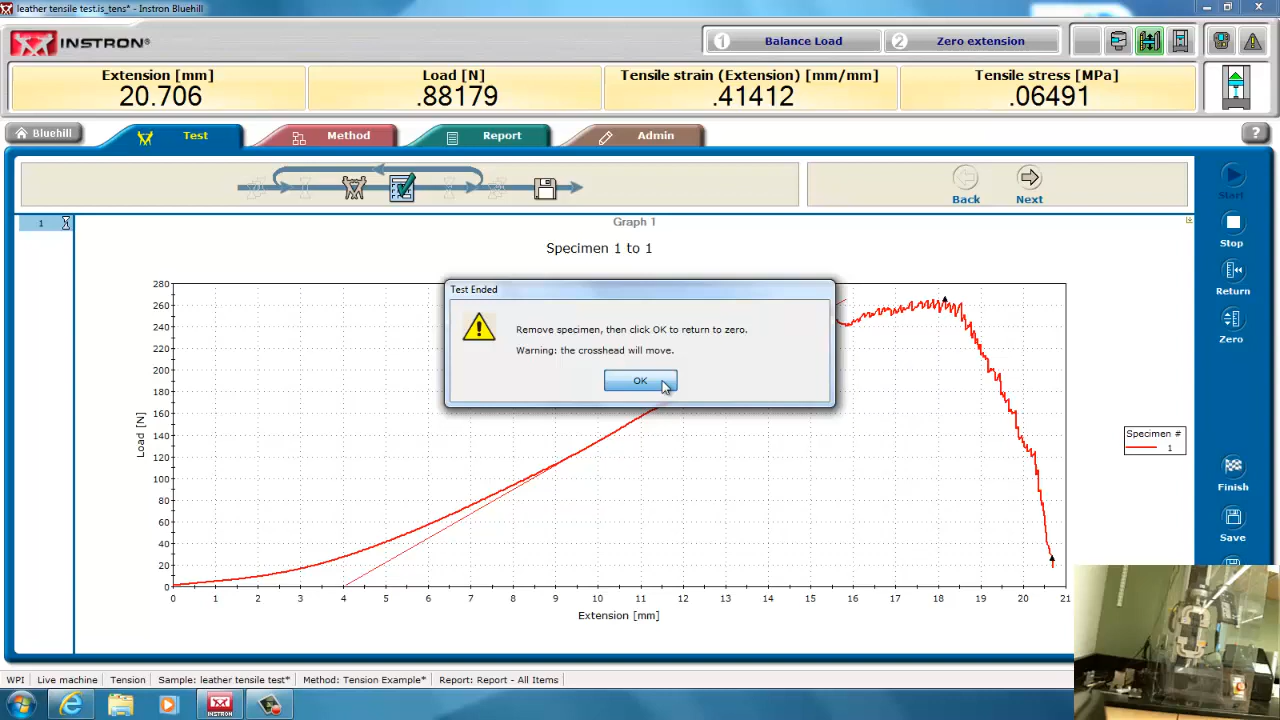 leather tensile test.is_tens* - Instron Bluehill
INSTRON®
1 Balance Load
2 Zero extension
Extension [mm]
20.706
Load [N]
.88179
Tensile strain (Extension) [mm/mm]
.41412
Tensile stress [MPa]
.06491
Bluehill
Test
Method
Report
Admin
?
Back
Next
Start
Stop
Return
Zero
Finish
Save
1
Graph 1
Specimen 1 to 1
Test Ended
Remove specimen, then click OK to return to zero.
Warning: the crosshead will move.
OK
Load [N]
280
260
240
220
200
180
160
140
120
100
80
60
40
20
0
0 1 2 3 4 5 6 7 8 9 10 11 12 13 14 15 16 17 18 19 20 21
Extension [mm]
Specimen #
1
WPI Live machine Tension Sample: leather tensile test* Method: Tension Example* Report: Report - All Items
INSTRON